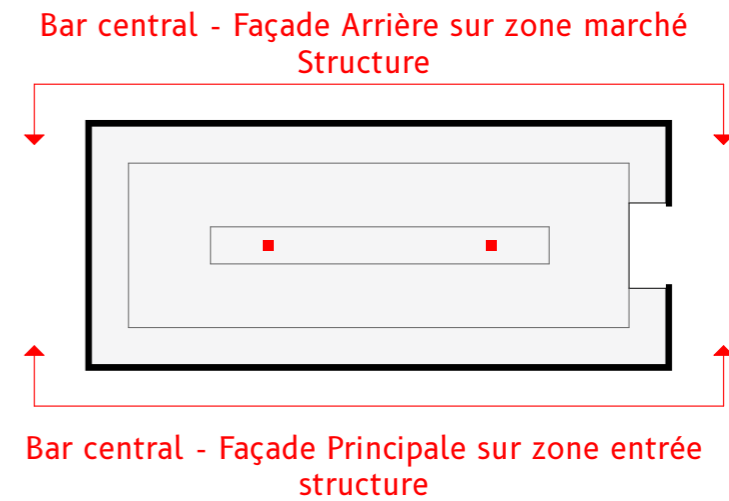 Bar central - Façade Arrière sur zone marché
Structure
Bar central - Façade Principale sur zone entrée
structure